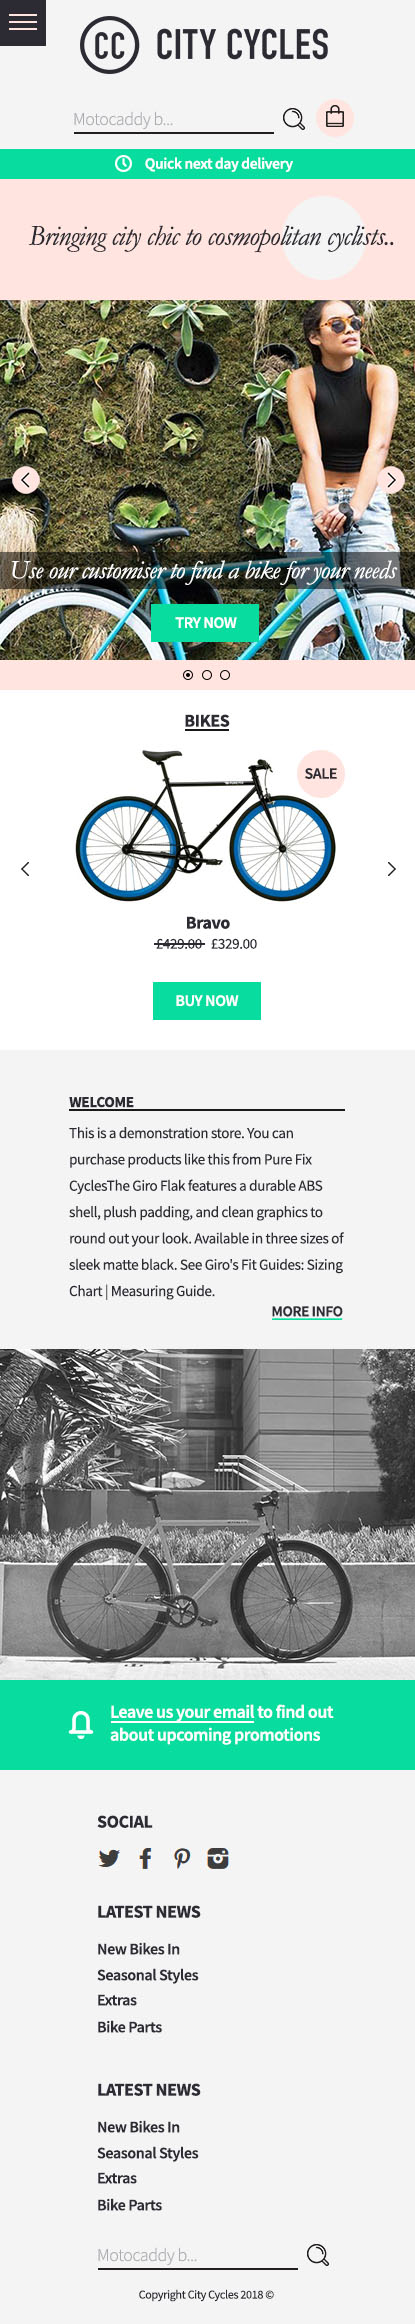 CC CITY CYCLES
Motocaddy b...
Quick next day delivery
Bringing city chic to cosmopolitan cyclists..
Use our customiser to find a bike for your needs
TRY NOW
BIKES
SALE
Bravo
£429.00 £329.00
BUY NOW
WELCOME
This is a demonstration store. You can
purchase products like this from Pure Fix
CyclesThe Giro Flak features a durable ABS
shell, plush padding, and clean graphics to
round out your look. Available in three sizes of
sleek matte black. See Giro's Fit Guides: Sizing
Chart | Measuring Guide.
MORE INFO
Leave us your email to find out
about upcoming promotions
SOCIAL
LATEST NEWS
New Bikes In
Seasonal Styles
Extras
Bike Parts
LATEST NEWS
New Bikes In
Seasonal Styles
Extras
Bike Parts
Motocaddy b...
Copyright City Cycles 2018 ©